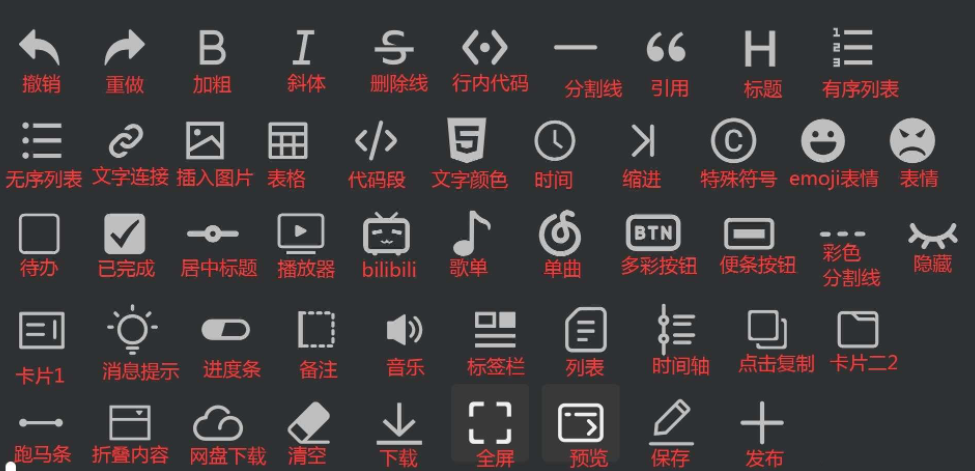 撤销 重做 加粗 斜体 删除线 行内代码 分割线 引用 标题 有序列表
无序列表 文字连接 插入图片 表格 代码段 文字颜色 时间 缩进 特殊符号 emoji表情 表情
BTN
待办 已完成 居中标题 播放器 bilibili 歌单 单曲 多彩按钮 便条按钮 彩色 隐藏
分割线
卡片1 消息提示 进度条 备注 音乐 标签栏 列表 时间轴 点击复制 卡片二2
跑马条 折叠内容 网盘下载 清空 下载 全屏 预览 保存 发布